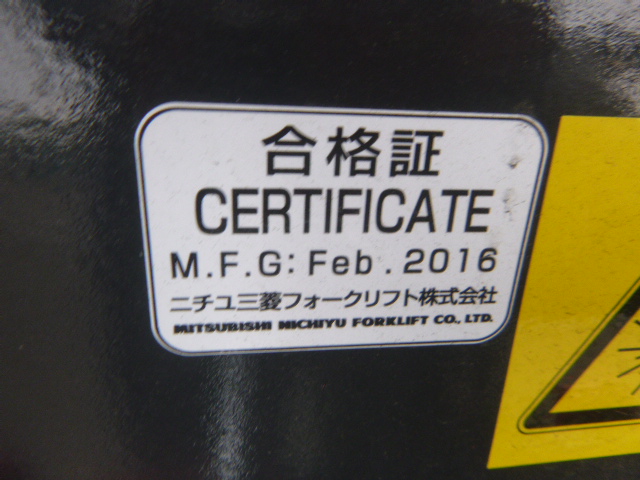 合格証
CERTIFICATE
M.F.G: Feb. 2016
ニチユ三菱フォークリフト株式会社
MITSUBISHI NICHIYU FORKLIFT CO., LTD.